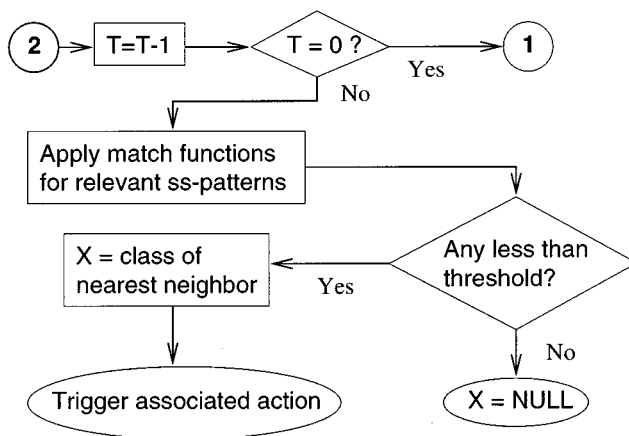 2
T=T-1
T = 0 ?
1
Yes
No
Apply match functions
for relevant ss-patterns
X = class of
nearest neighbor
Any less than
threshold?
Yes
No
Trigger associated action
X = NULL